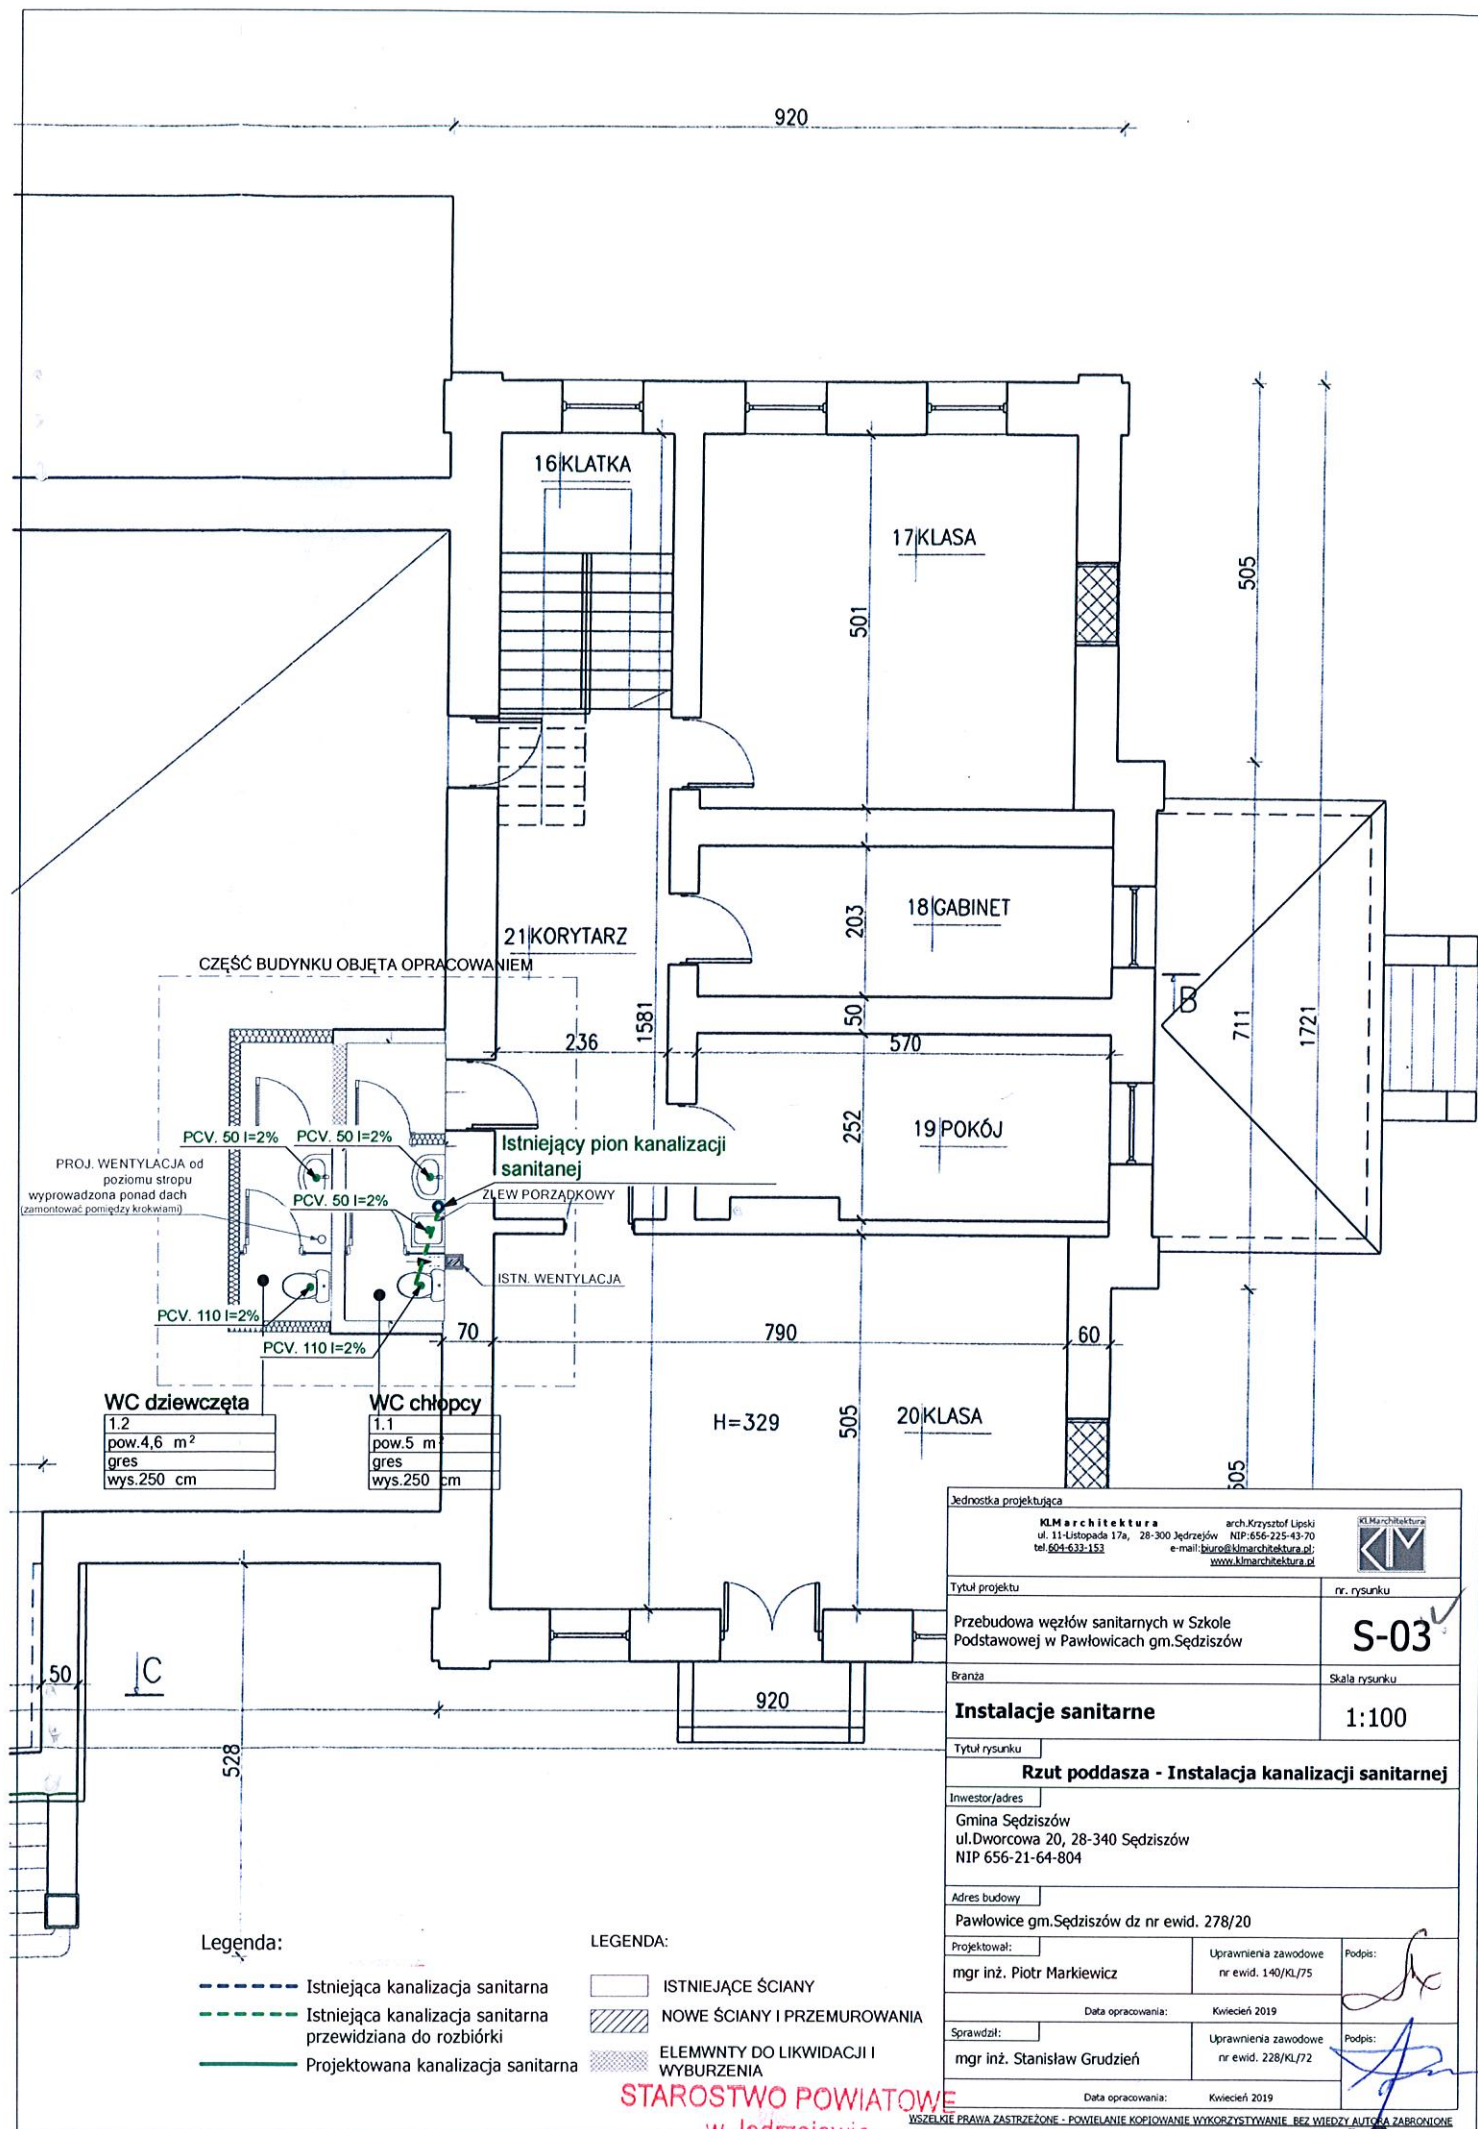 920
16 KLATKA
17 KLASA
505
501
18 GABINET
203
21 KORYTARZ
CZĘŚĆ BUDYNKU OBJĘTA OPRACOWANIEM
B
1581
50
711
1721
236
570
252
19 POKÓJ
PCV. 50 I=2%
PCV. 50 I=2%
Istniejący pion kanalizacji
sanitanej
PROJ. WENTYLACJA od
poziomu stropu
wyprowadzona ponad dach
(zamontować pomiędzy krokwiami)
PCV. 50 I=2%
ZLEW PORZĄDKOWY
ISTN. WENTYLACJA
PCV. 110 I=2%
PCV. 110 I=2%
70
790
60
WC dziewczęta
1.2
pow.4,6 m²
gres
wys.250 cm
WC chłopcy
1.1
pow.5 m²
gres
wys.250 cm
H=329
505
20 KLASA
505
50
C
920
528
Jednostka projektująca
KLMarchitektura
arch.Krzysztof Lipski
ul. 11-Listopada 17a, 28-300 Jędrzejów NIP:656-225-43-70
tel.604-633-153 e-mail:biuro@klmarchitektura.pl;
www.klmarchitektura.pl
KLMarchitektura
KLM
Tytuł projektu
nr. rysunku
Przebudowa węzłów sanitarnych w Szkole
Podstawowej w Pawłowicach gm.Sędziszów
S-03
Branża
Skala rysunku
Instalacje sanitarne
1:100
Tytuł rysunku
Rzut poddasza - Instalacja kanalizacji sanitarnej
Inwestor/adres
Gmina Sędziszów
ul.Dworcowa 20, 28-340 Sędziszów
NIP 656-21-64-804
Adres budowy
Pawłowice gm.Sędziszów dz nr ewid. 278/20
Projektował:
mgr inż. Piotr Markiewicz
Uprawnienia zawodowe
nr ewid. 140/KL/75
Podpis:
Data opracowania: Kwiecień 2019
Sprawdził:
mgr inż. Stanisław Grudzień
Uprawnienia zawodowe
nr ewid. 228/KL/72
Podpis:
Data opracowania: Kwiecień 2019
WSZELKIE PRAWA ZASTRZEŻONE - POWIELANIE KOPIOWANIE WYKORZYSTYWANIE BEZ WIEDZY AUTORA ZABRONIONE
Legenda:
Istniejąca kanalizacja sanitarna
Istniejąca kanalizacja sanitarna
przewidziana do rozbiórki
Projektowana kanalizacja sanitarna
LEGENDA:
ISTNIEJĄCE ŚCIANY
NOWE ŚCIANY I PRZEMUROWANIA
ELEMWNTY DO LIKWIDACJI I
WYBURZENIA
STAROSTWO POWIATOWE
w Jędrzejowie